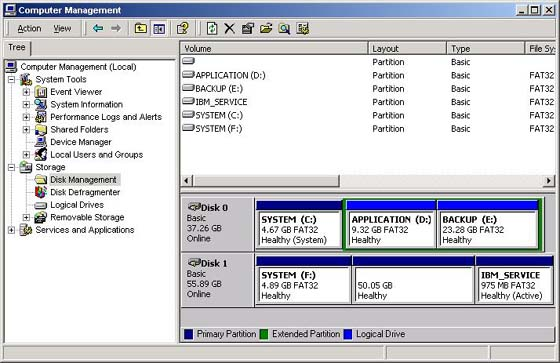 Computer Management
Action View
Tree
Computer Management (Local)
System Tools
Event Viewer
System Information
Performance Logs and Alerts
Shared Folders
Device Manager
Local Users and Groups
Storage
Disk Management
Disk Defragmenter
Logical Drives
Removable Storage
Services and Applications
Volume Layout Type File Sy
Partition Basic
APPLICATION (D:) Partition Basic FAT32
BACKUP (E:) Partition Basic FAT32
IBM_SERVICE Partition Basic FAT32
SYSTEM (C:) Partition Basic FAT32
SYSTEM (F:) Partition Basic FAT32
Disk 0
Basic
37.26 GB
Online
SYSTEM (C:)
4.67 GB FAT32
Healthy (System)
APPLICATION (D:)
9.32 GB FAT32
Healthy
BACKUP (E:)
23.28 GB FAT32
Healthy
Disk 1
Basic
55.89 GB
Online
SYSTEM (F:)
4.89 GB FAT32
Healthy
50.05 GB
Healthy
IBM_SERVICE
975 MB FAT32
Healthy (Active)
Primary Partition Extended Partition Logical Drive